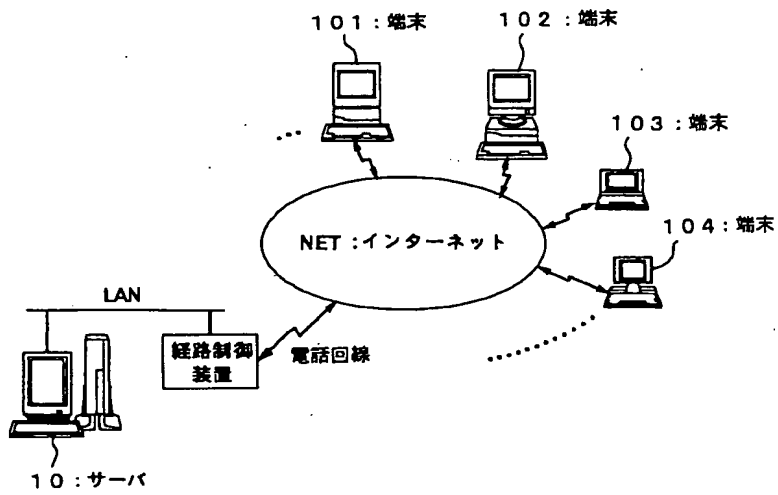 101:端末
102:端末
103:端末
104:端末
NET:インターネット
LAN
経路制御
装置
電話回線
10:サーバ